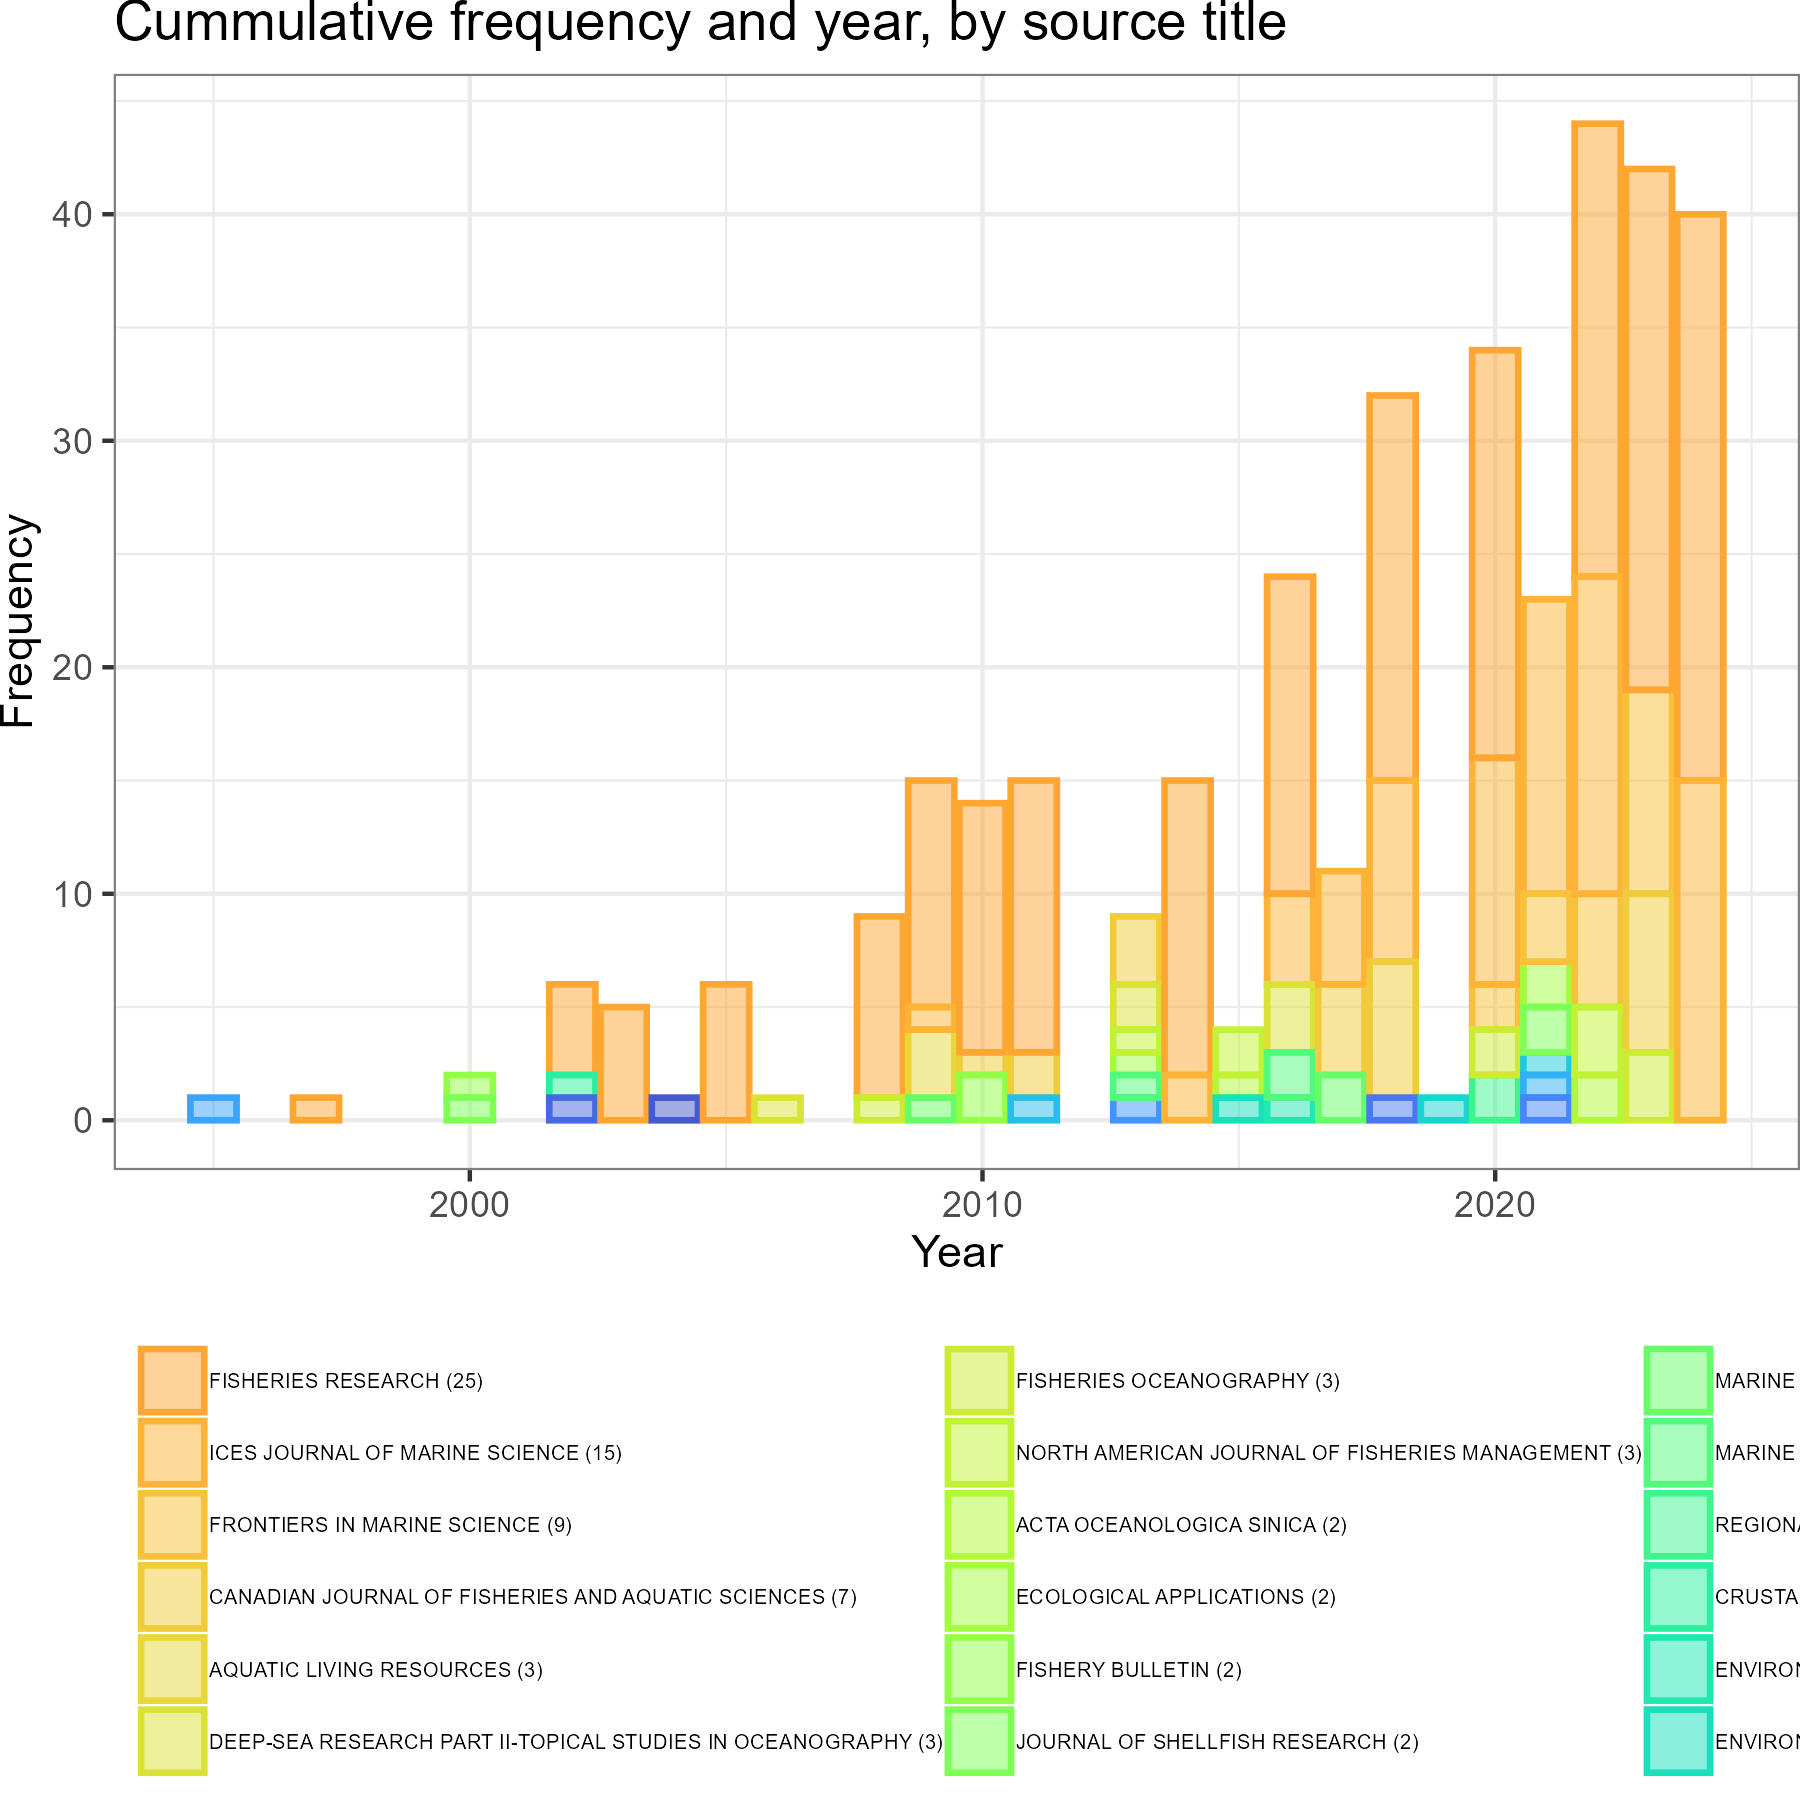 Cummulative frequency and year, by source title
Frequency
40
30
20
10
0
2000 2010 2020
Year
FISHERIES RESEARCH (25)
ICES JOURNAL OF MARINE SCIENCE (15)
FRONTIERS IN MARINE SCIENCE (9)
CANADIAN JOURNAL OF FISHERIES AND AQUATIC SCIENCES (7)
AQUATIC LIVING RESOURCES (3)
DEEP-SEA RESEARCH PART II-TOPICAL STUDIES IN OCEANOGRAPHY (3)
FISHERIES OCEANOGRAPHY (3)
NORTH AMERICAN JOURNAL OF FISHERIES MANAGEMENT (3)
ACTA OCEANOLOGICA SINICA (2)
ECOLOGICAL APPLICATIONS (2)
FISHERY BULLETIN (2)
JOURNAL OF SHELLFISH RESEARCH (2)
MARINE
MARINE